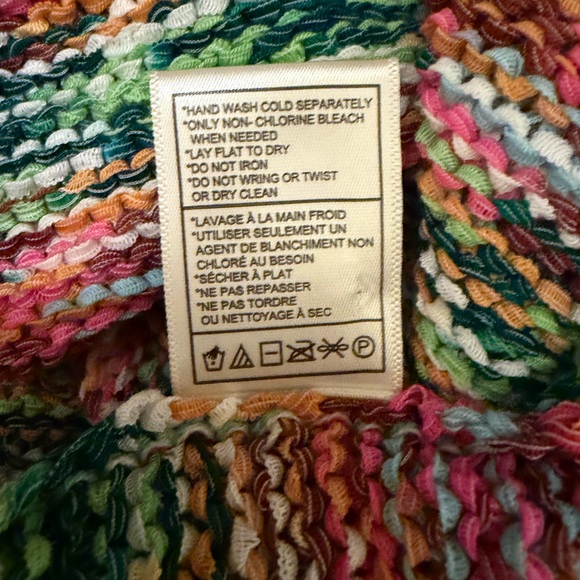 *HAND WASH COLD SEPARATELY
*ONLY NON- CHLORINE BLEACH
WHEN NEEDED
*LAY FLAT TO DRY
*DO NOT IRON
*DO NOT WRING OR TWIST
OR DRY CLEAN
*LAVAGE À LA MAIN FROID
*UTILISER SEULEMENT UN
AGENT DE BLANCHIMENT NON
CHLORÉ AU BESOIN
*SÉCHER À PLAT
*NE PAS REPASSER
*NE PAS TORDRE
OU NETTOYAGE À SEC
P